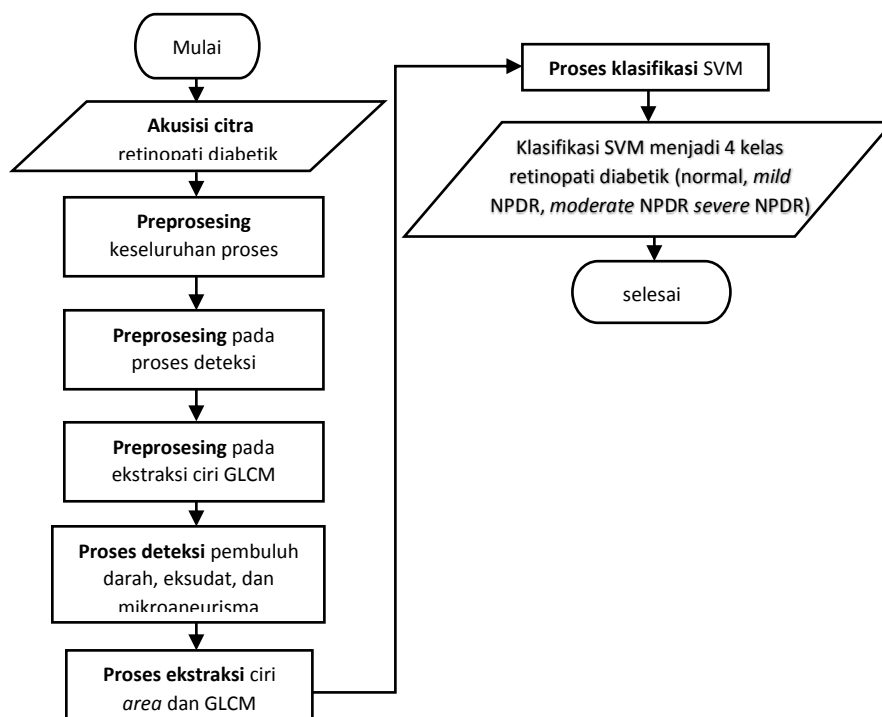 Mulai
Akusisi citra
retinopati diabetik
Preprosesing
keseluruhan proses
Preprosesing pada
proses deteksi
Preprosesing pada
ekstraksi ciri GLCM
Proses deteksi pembuluh
darah, eksudat, dan
mikroaneurisma
Proses ekstraksi ciri
area dan GLCM
Proses klasifikasi SVM
Klasifikasi SVM menjadi 4 kelas
retinopati diabetik (normal, mild
NPDR, moderate NPDR severe NPDR)
selesai